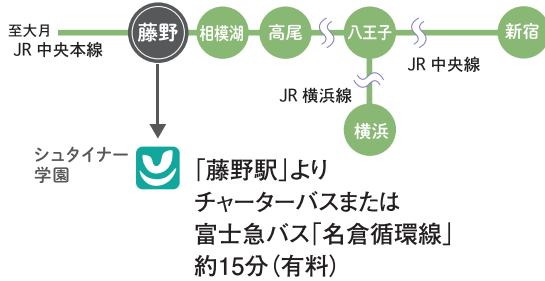 至大月
JR 中央本線
藤野
相模湖
高尾
八王子
JR 中央線
新宿
JR 横浜線
横浜
シュタイナー
学園
「藤野駅」より
チャーターバスまたは
富士急バス「名倉循環線」
約15分（有料）